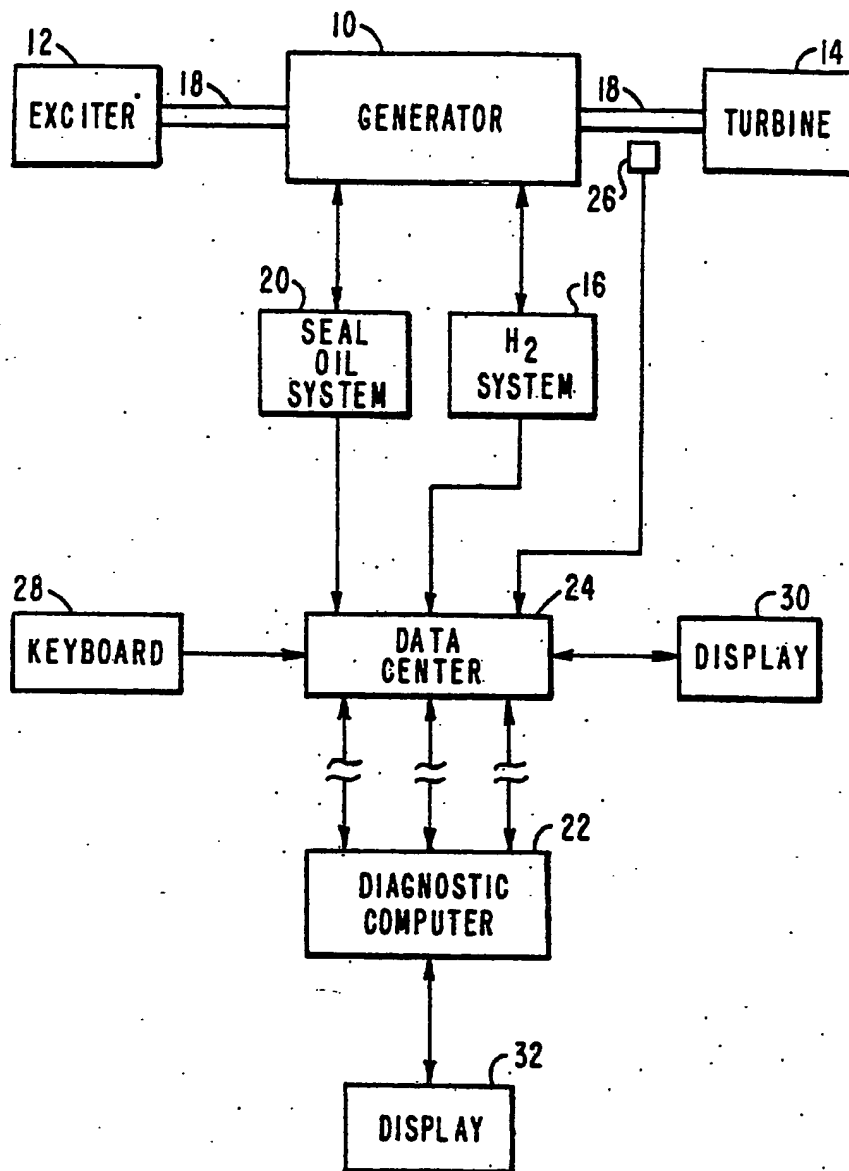 12
10
14
18
18
EXCITER
GENERATOR
TURBINE
26
20
16
SEAL
OIL
SYSTEM
H2
SYSTEM
28
24
30
KEYBOARD
DATA
CENTER
DISPLAY
22
DIAGNOSTIC
COMPUTER
32
DISPLAY